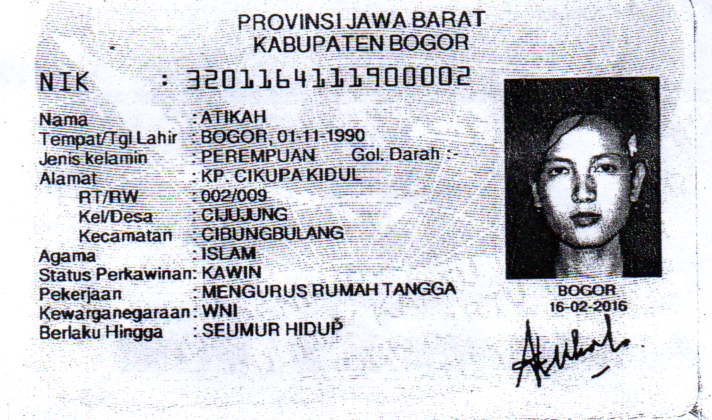 PROVINSI JAWA BARAT
KABUPATEN BOGOR
NIK : 3201164111900002
Nama : ATIKAH
Tempat/Tgl Lahir : BOGOR, 01-11-1990
Jenis kelamin : PEREMPUAN Gol. Darah :-
Alamat : KP. CIKUPA KIDUL
RT/RW : 002/009
Kel/Desa : CIJUJUNG
Kecamatan : CIBUNGBULANG
Agama : ISLAM
Status Perkawinan: KAWIN
Pekerjaan : MENGURUS RUMAH TANGGA
Kewarganegaraan: WNI
Berlaku Hingga : SEUMUR HIDUP
BOGOR
16-02-2016